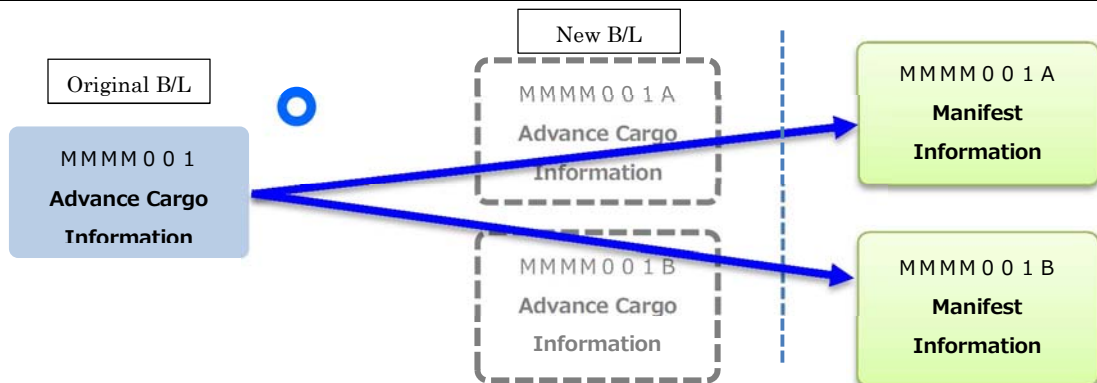 Original B/L
MMMM001
Advance Cargo
Information
New B/L
MMMM001A
Advance Cargo
Information
MMMM001B
Advance Cargo
Information
MMMM001A
Manifest
Information
MMMM001B
Manifest
Information